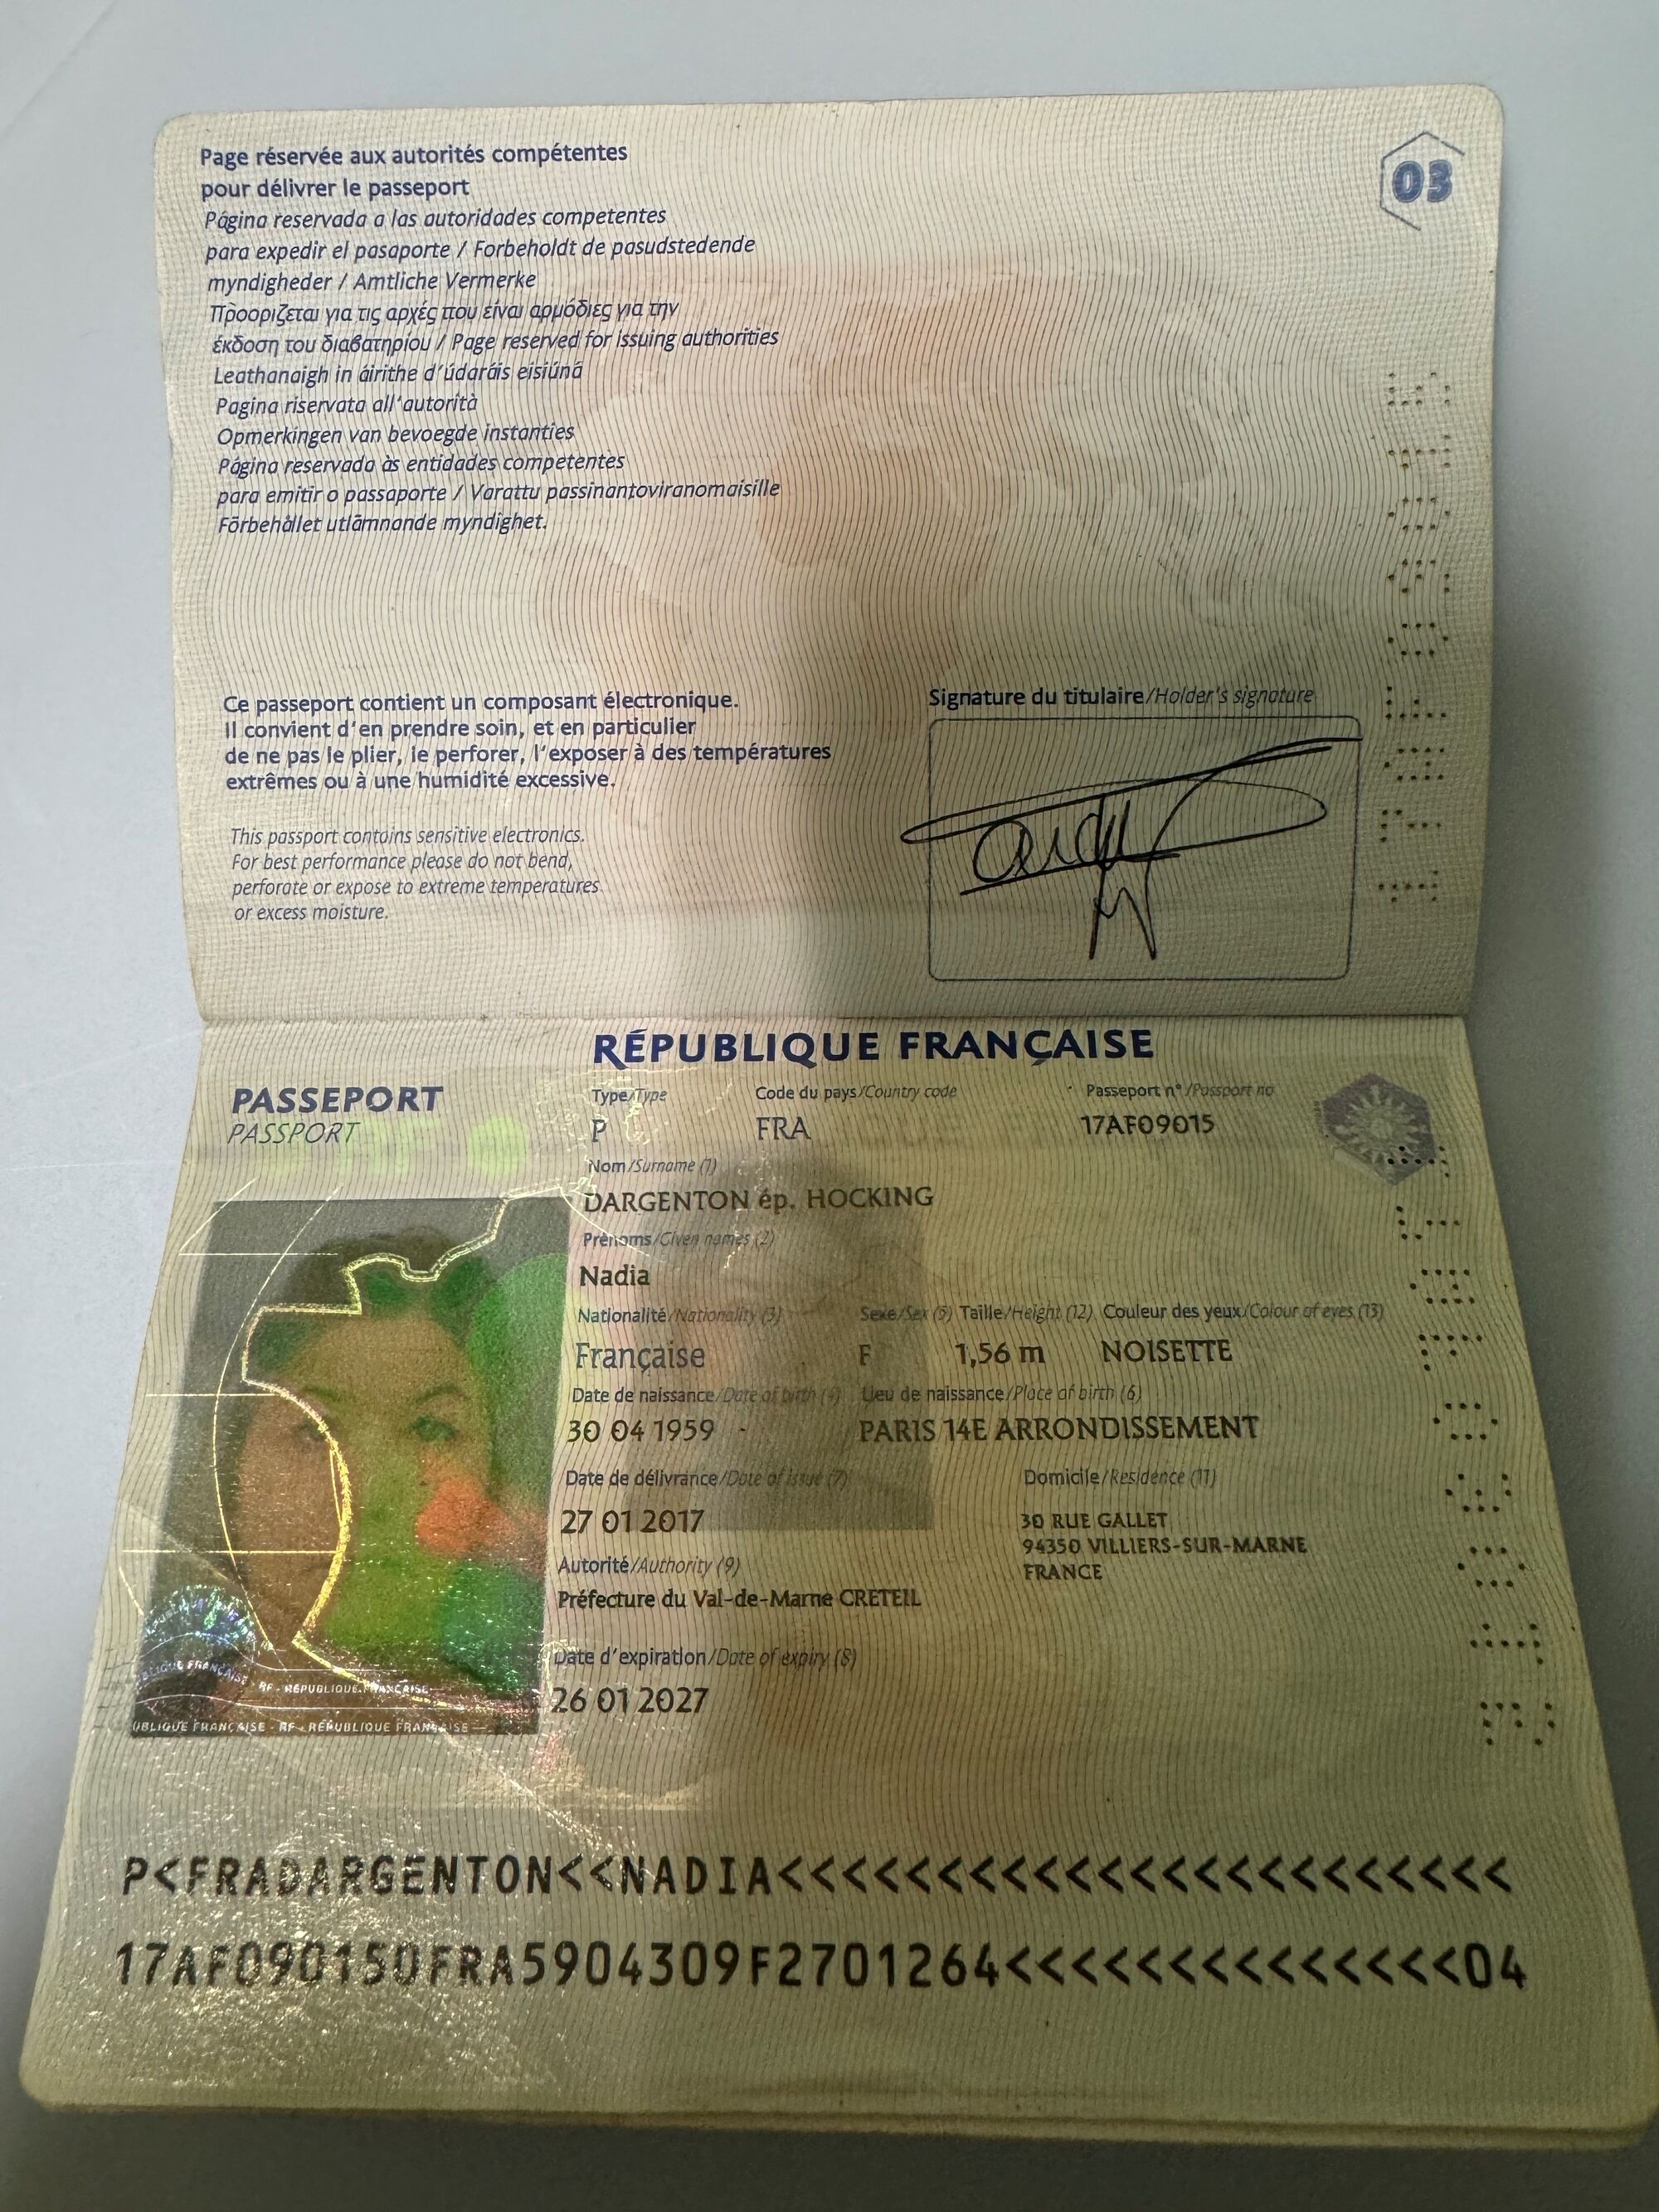 Page réservée aux autorités compétentes
pour délivrer le passeport
Página reservada a las autoridades competentes
para expedir el pasaporte / Forbeholdt de pasudstedende
myndigheder / Amtliche Vermerke
Προορίζεται για τις αρχές που είναι αρμόδιες για την
έκδοση του διαβατηρίου / Page reserved for issuing authorities
Leathanaigh in áirithe d'údaráis eisiúná
Pagina riservata all'autorità
Opmerkingen van bevoegde instanties
Página reservada às entidades competentes
para emitir o passaporte / Varattu passinantoviranomaisille
Förbehållet utlämnande myndighet.
03
Ce passeport contient un composant électronique.
Il convient d'en prendre soin, et en particulier
de ne pas le plier, le perforer, l'exposer à des températures
extrêmes ou à une humidité excessive.
This passport contains sensitive electronics.
For best performance please do not bend,
perforate or expose to extreme temperatures
or excess moisture.
Signature du titulaire/Holder's signature
17AF09015
RÉPUBLIQUE FRANÇAISE
PASSEPORT
PASSPORT
Type/Type Code du pays/Country code Passeport n°/Passport no
P FRA 17AF09015
Nom/Surname (1)
DARGENTON ép. HOCKING
Prénoms/Given names (2)
Nadia
Nationalité/Nationality (3) Sexe/Sex (5) Taille/Height (12) Couleur des yeux/Colour of eyes (13)
Française F 1,56 m NOISETTE
Date de naissance/Date of birth (4) Lieu de naissance/Place of birth (6)
30 04 1959 PARIS 14E ARRONDISSEMENT
Date de délivrance/Date of issue (7) Domicile/Residence (11)
27 01 2017 30 RUE GALLET
94350 VILLIERS-SUR-MARNE
FRANCE
Autorité/Authority (9)
Préfecture du Val-de-Marne CRETEIL
Date d'expiration/Date of expiry (8)
26 01 2027
RF - RÉPUBLIQUE FRANÇAISE
UBLIQUE FRANÇAISE - RF - RÉPUBLIQUE FRANÇAISE
P<FRADARGENTON<<NADIA<<<<<<<<<<<<<<<<<<<<<<<
17AF090150FRA5904309F2701264<<<<<<<<<<<<<<04